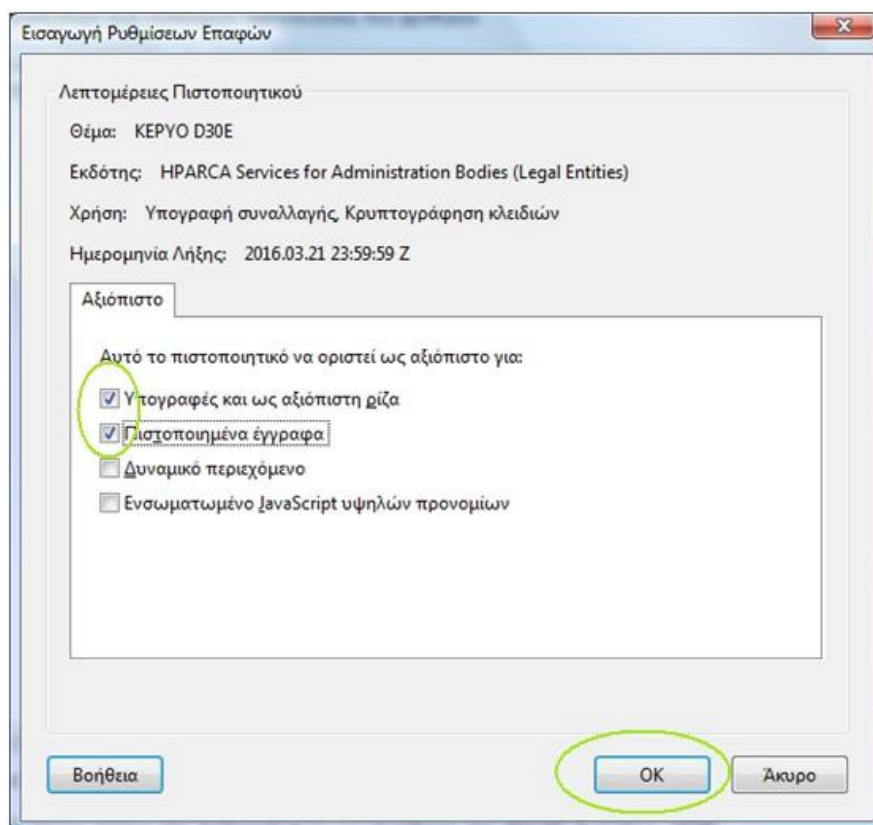 Εισαγωγή Ρυθμίσεων Επαφών
Λεπτομέρειες Πιστοποιητικού
Θέμα: ΚΕΡΥΟ D30E
Εκδότης: HPARCA Services for Administration Bodies (Legal Entities)
Χρήση: Υπογραφή συναλλαγής, Κρυπτογράφηση κλειδιών
Ημερομηνία Λήξης: 2016.03.21 23:59:59 Z
Αξιόπιστο
Αυτό το πιστοποιητικό να οριστεί ως αξιόπιστο για:
Υπογραφές και ως αξιόπιστη ρίζα
Πιστοποιημένα έγγραφα
Δυναμικό περιεχόμενο
Ενσωματωμένο JavaScript υψηλών προνομίων
Βοήθεια
OK
Άκυρο